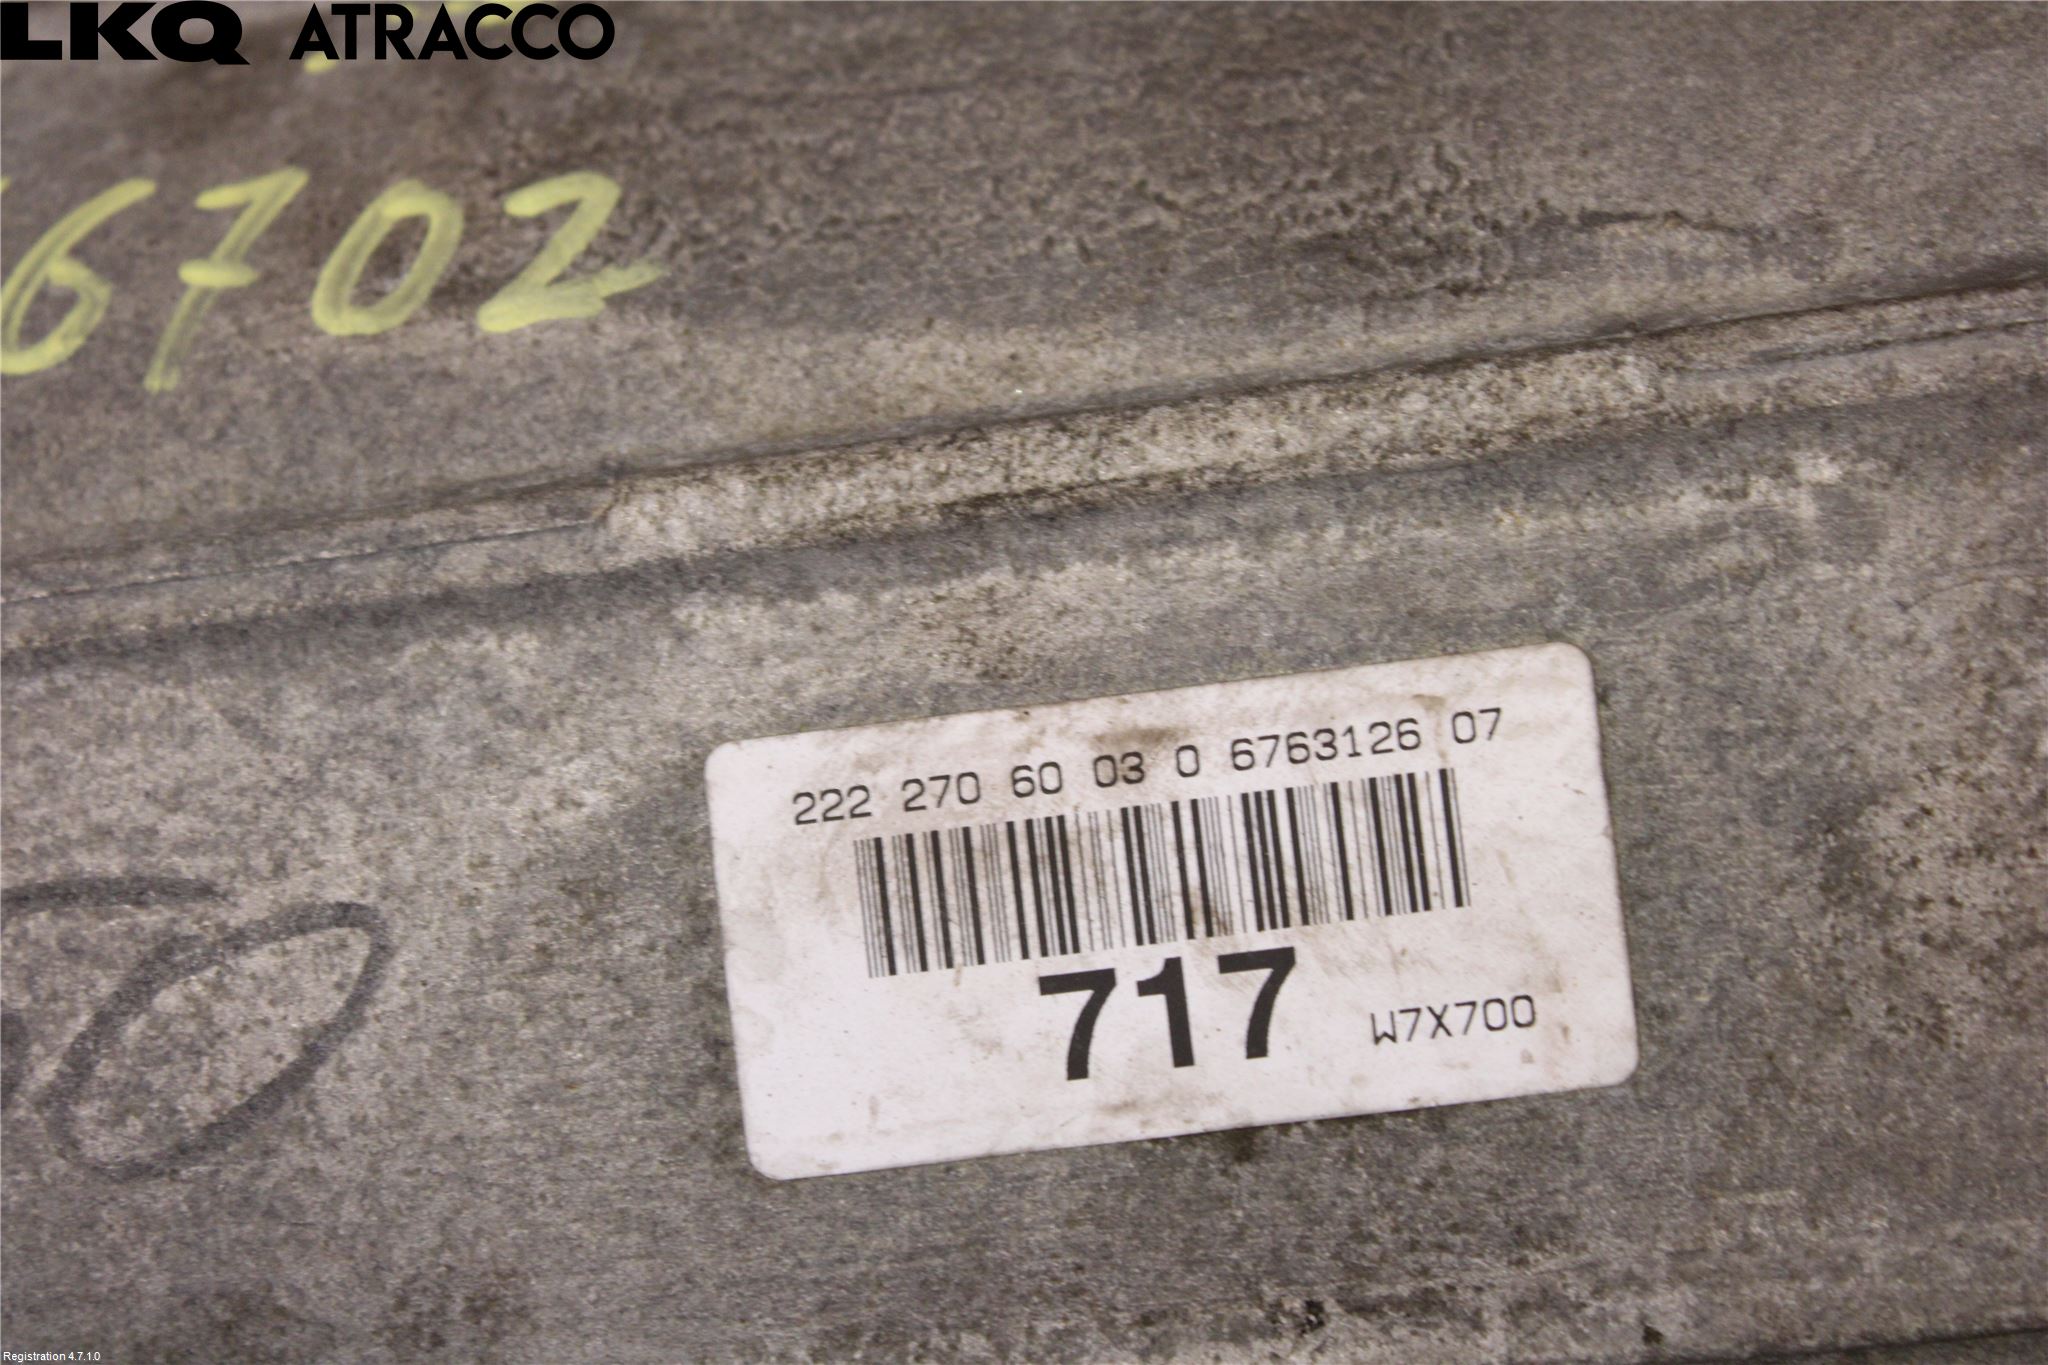 LKQ ATRACCO
6702
222 270 60 03 0 6763126 07
717
W7X700
Registration 4.7.1.0